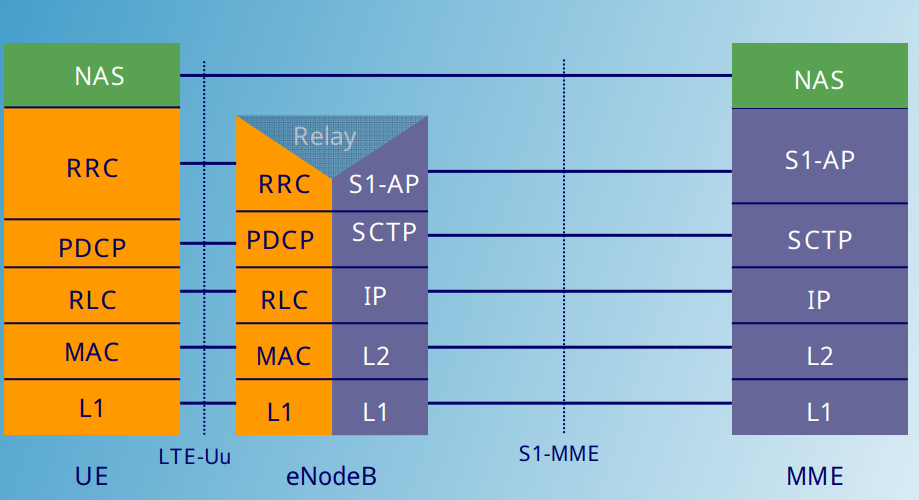 NAS
RRC
PDCP
RLC
MAC
L1
UE
LTE-Uu
Relay
RRC
PDCP
RLC
MAC
L1
S1-AP
SCTP
IP
L2
L1
eNodeB
S1-MME
NAS
S1-AP
SCTP
IP
L2
L1
MME